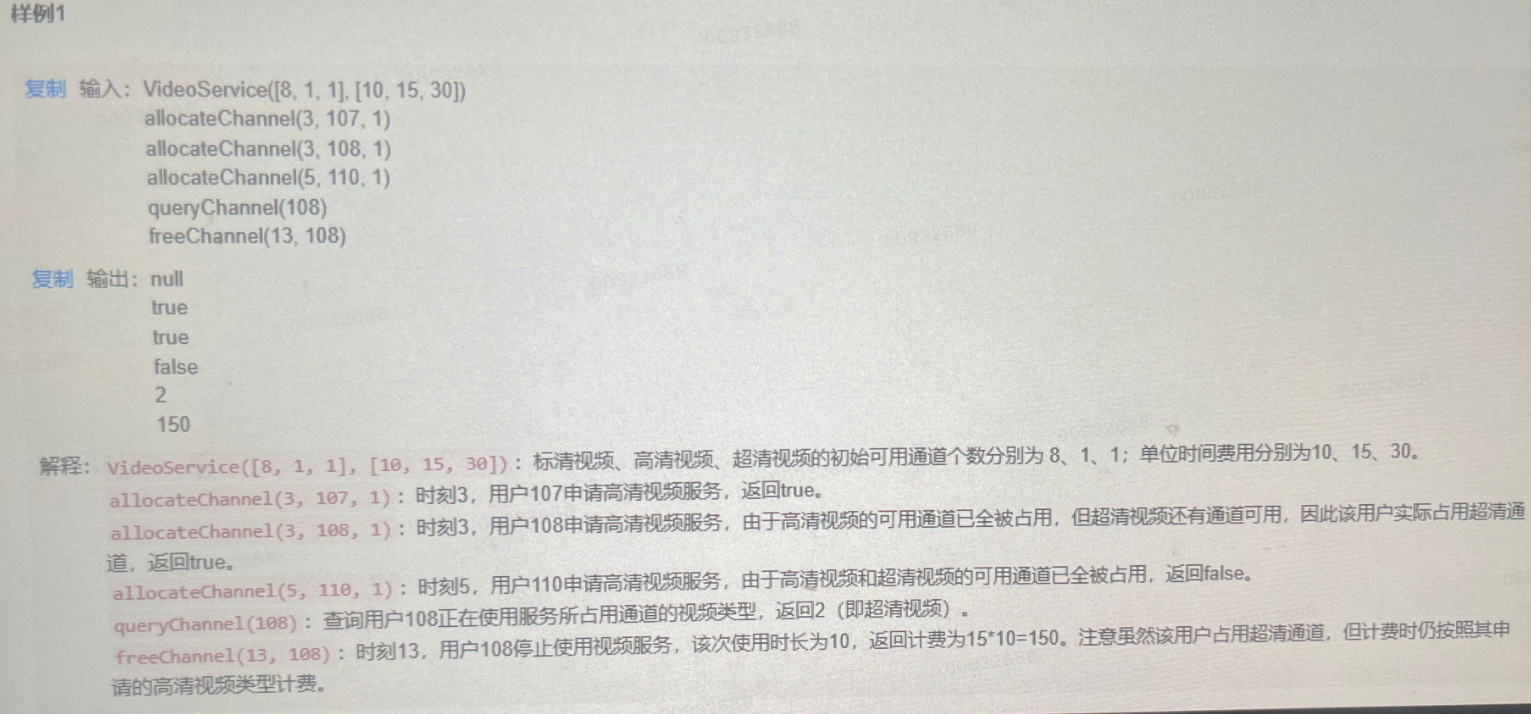 样例1
复制 输入：VideoService([8, 1, 1], [10, 15, 30])
allocateChannel(3, 107, 1)
allocateChannel(3, 108, 1)
allocateChannel(5, 110, 1)
queryChannel(108)
freeChannel(13, 108)
复制 输出：null
true
true
false
2
150
解释：VideoService([8, 1, 1], [10, 15, 30])：标清视频、高清视频、超清视频的初始可用通道个数分别为 8、1、1；单位时间费用分别为10、15、30。
allocateChannel(3, 107, 1)：时刻3，用户107申请高清视频服务，返回true。
allocateChannel(3, 108, 1)：时刻3，用户108申请高清视频服务，由于高清视频的可用通道已全被占用，但超清视频还有通道可用，因此该用户实际占用超清通
道，返回true。
allocateChannel(5, 110, 1)：时刻5，用户110申请高清视频服务，由于高清视频和超清视频的可用通道已全被占用，返回false。
queryChannel(108)：查询用户108正在使用服务所占用通道的视频类型，返回2（即超清视频）.
freeChannel(13, 108)：时刻13，用户108停止使用视频服务，该次使用时长为10，返回计费为15*10=150。注意虽然该用户占用超清通道，但计费时仍按照其申
请的高清视频类型计费。